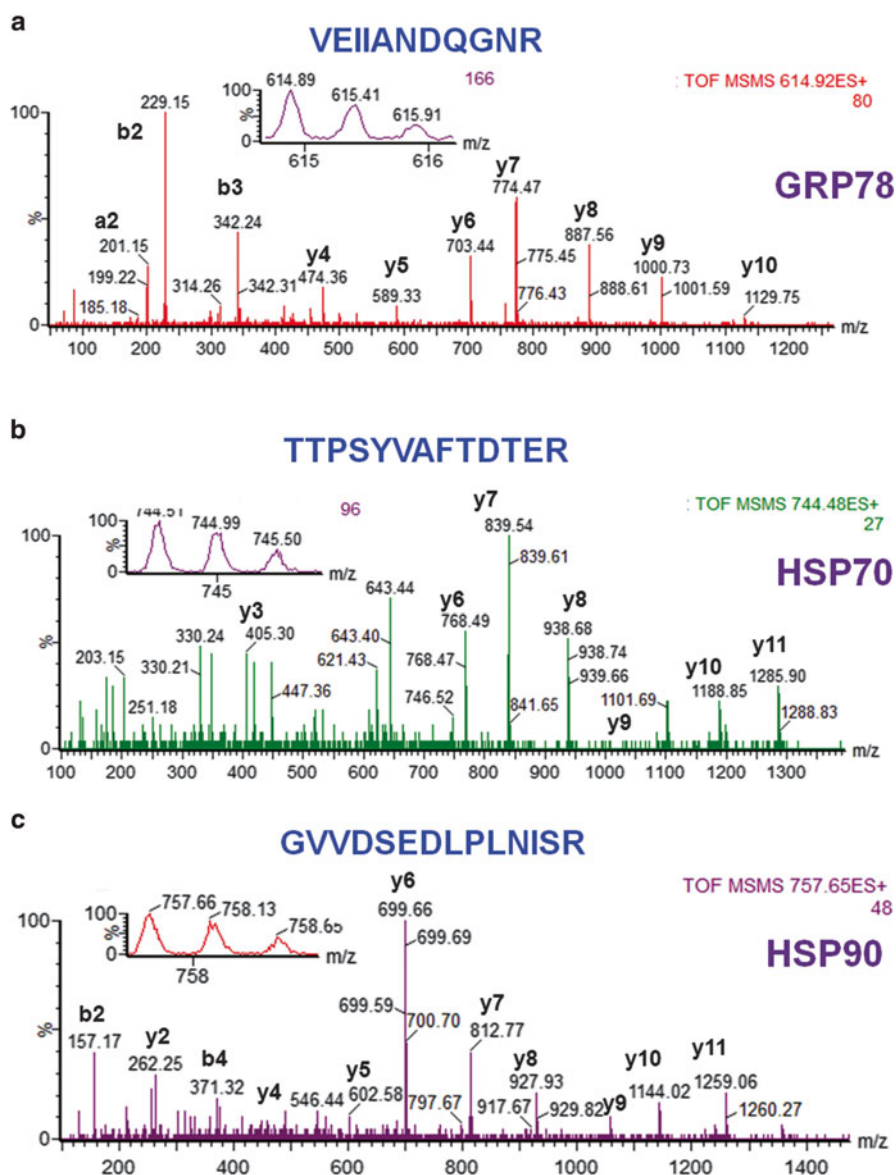 a
VEIIANDQGNR
166
: TOF MSMS 614.92ES+
80
GRP78
614.89
615.41
615.91
100
%
0
615
616
m/z
100
%
0
b2
229.15
a2
201.15
199.22
185.18
b3
342.24
314.26
342.31
y4
474.36
y5
589.33
y6
703.44
y7
774.47
775.45
776.43
y8
887.56
888.61
y9
1000.73
1001.59
y10
1129.75
100 200 300 400 500 600 700 800 900 1000 1100 1200
m/z
b
TTPSYVAFTDTER
96
: TOF MSMS 744.48ES+
27
HSP70
744.51
744.99
745.50
100
%
0
745
m/z
100
%
0
203.15
251.18
330.24
330.21
y3
405.30
447.36
643.44
643.40
621.43
y6
768.49
768.47
746.52
y7
839.54
839.61
841.65
y8
938.68
938.74
939.66
y9
1101.69
y10
1188.85
y11
1285.90
1288.83
100 200 300 400 500 600 700 800 900 1000 1100 1200 1300
m/z
c
GVVDSEDLPLNISR
TOF MSMS 757.65ES+
48
HSP90
757.66
758.13
758.65
100
%
0
758
m/z
100
%
0
b2
157.17
y2
262.25
b4
371.32
y4
546.44
y5
602.58
y6
699.66
699.69
699.59
700.70
y7
812.77
797.67
y8
927.93
917.67
929.82
y9
y10
1144.02
y11
1259.06
1260.27
200 400 600 800 1000 1200 1400
m/z